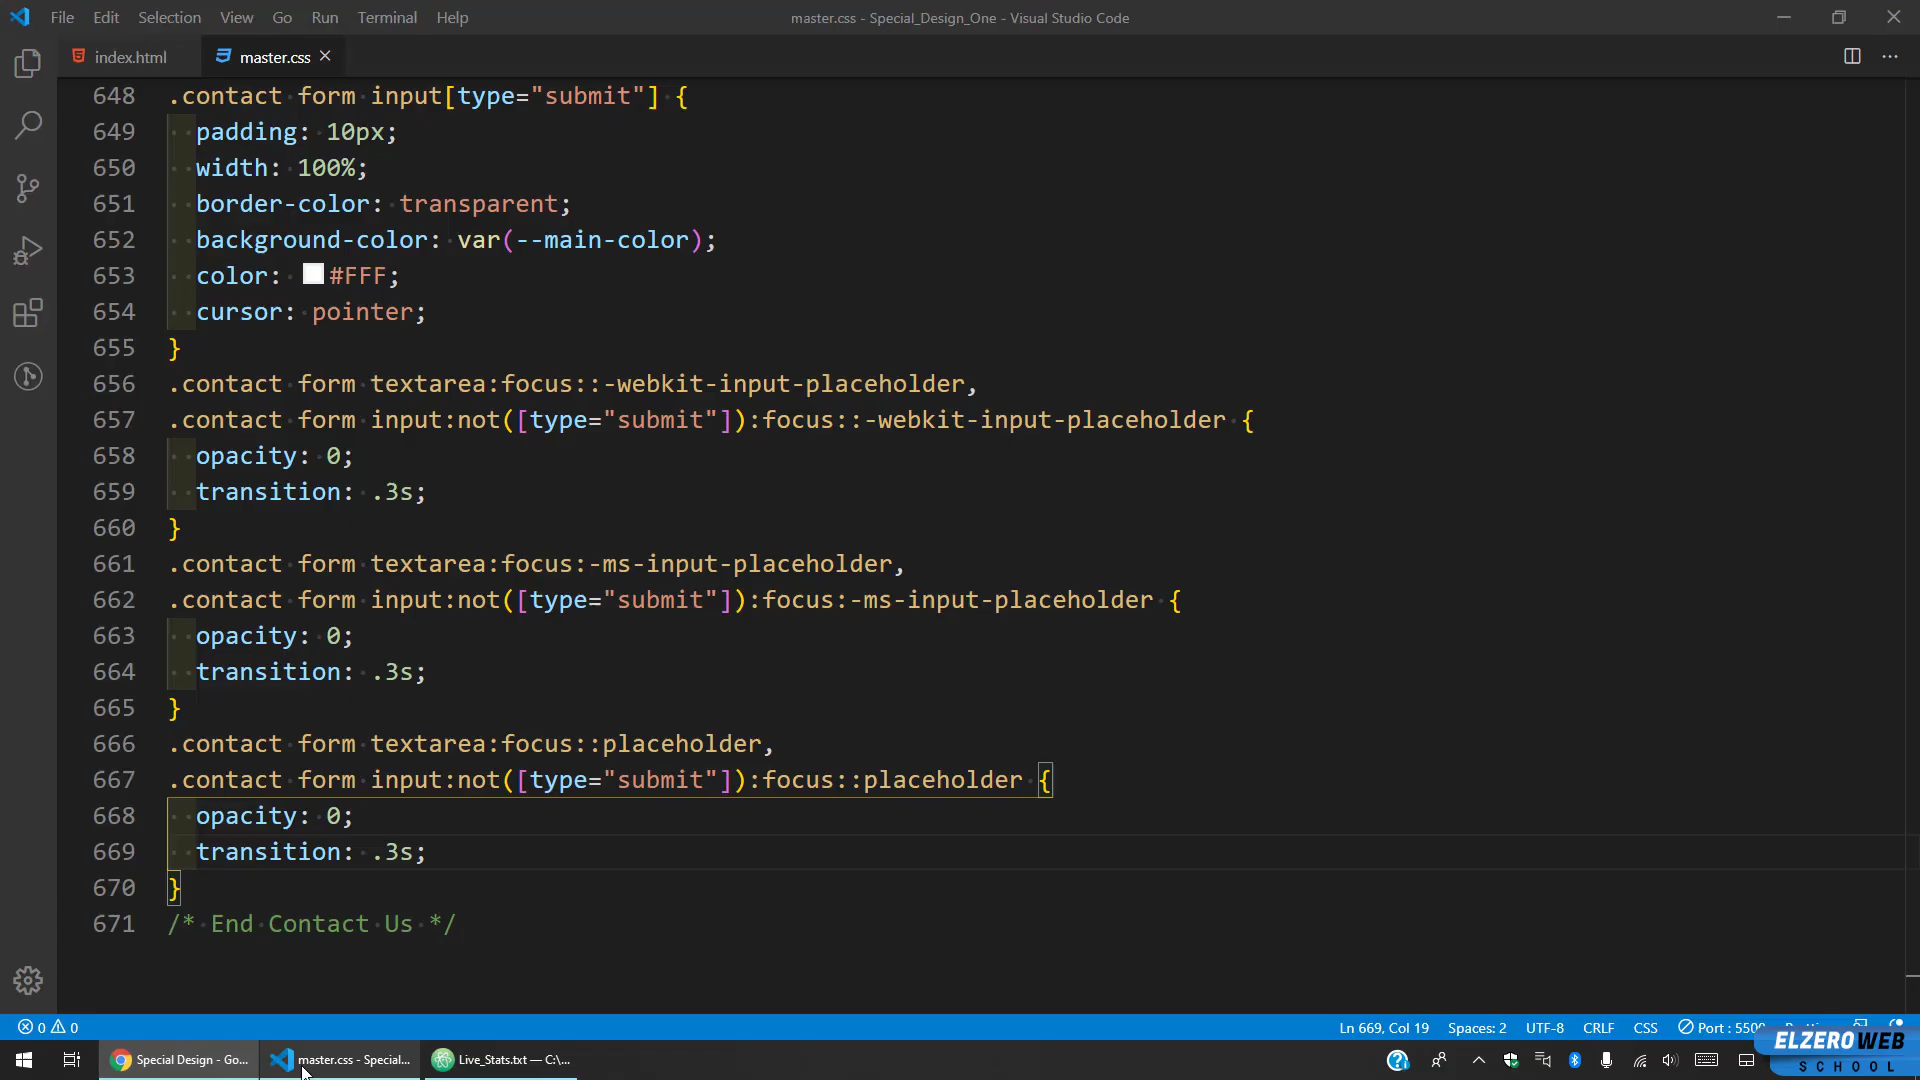 File Edit Selection View Go Run Terminal Help
master.css - Special_Design_One - Visual Studio Code
index.html
master.css
648 .contact form input[type="submit"] {
649 padding: 10px;
650 width: 100%;
651 border-color: transparent;
652 background-color: var(--main-color);
653 color: #FFF;
654 cursor: pointer;
655 }
656 .contact form textarea:focus::-webkit-input-placeholder,
657 .contact form input:not([type="submit"]):focus::-webkit-input-placeholder {
658 opacity: 0;
659 transition: .3s;
660 }
661 .contact form textarea:focus:-ms-input-placeholder,
662 .contact form input:not([type="submit"]):focus:-ms-input-placeholder {
663 opacity: 0;
664 transition: .3s;
665 }
666 .contact form textarea:focus::placeholder,
667 .contact form input:not([type="submit"]):focus::placeholder {
668 opacity: 0;
669 transition: .3s;
670 }
671 /* End Contact Us */
0 0 Ln 669, Col 19 Spaces: 2 UTF-8 CRLF CSS Port : 5500
Special Design - Go... master.css - Special... Live_Stats.txt — C:\...
ELZEROWEB
SCHOOL